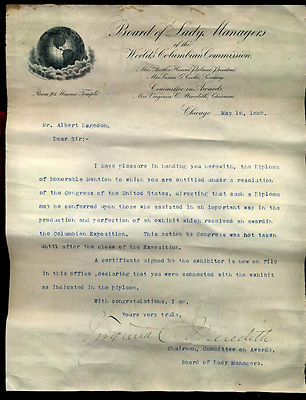 Board of Lady Managers
of the
World's Columbian Commission.
Mrs. Bertha Honoré Palmer, President.
Mrs. Susan G. Cooke, Secretary.
Committee on Awards.
Mrs. Virginia C. Meredith, Chairman.
Room 701 Masonic Temple
Chicago, May 16, 1895.
Mr. Albert Hagedom,
Dear Sir:-
I have pleasure in handing you herewith, the Diploma
of Honorable Mention to which you are entitled under a resolution
of the Congress of the United States, directing that such a Diploma
may be conferred upon those who assisted in an important way in the
production and perfection of an exhibit which received an award in
the Columbian Exposition. This action by Congress was not taken
until after the close of the Exposition.
A certificate signed by the exhibitor is now on file
in this office, declaring that you were connected with the exhibit
as indicated in the Diploma.
With congratulations, I am,
Yours very truly,
Virginia C. Meredith
Chairman, Committee on Awards,
Board of Lady Managers.